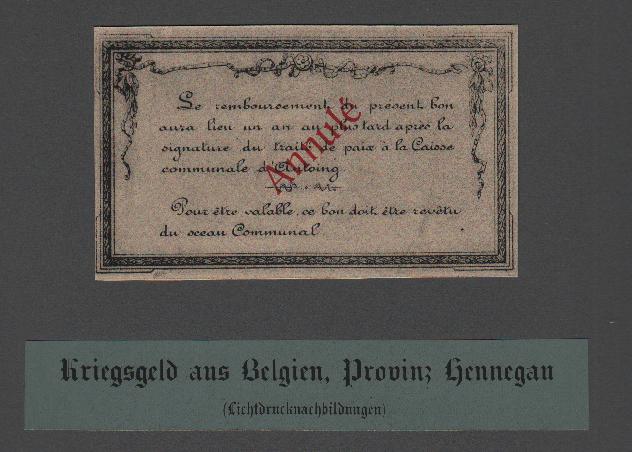 Le remboursement du present bon
aura lieu un an au plus tard après la
signature du traité de paix à la Caisse
communale d'Antoing
Annulé
Pour être valable, ce bon doit être revêtu
du sceau Communal
Kriegsgeld aus Belgien, Provinz Hennegau
(Lichtdrucknachbildungen)